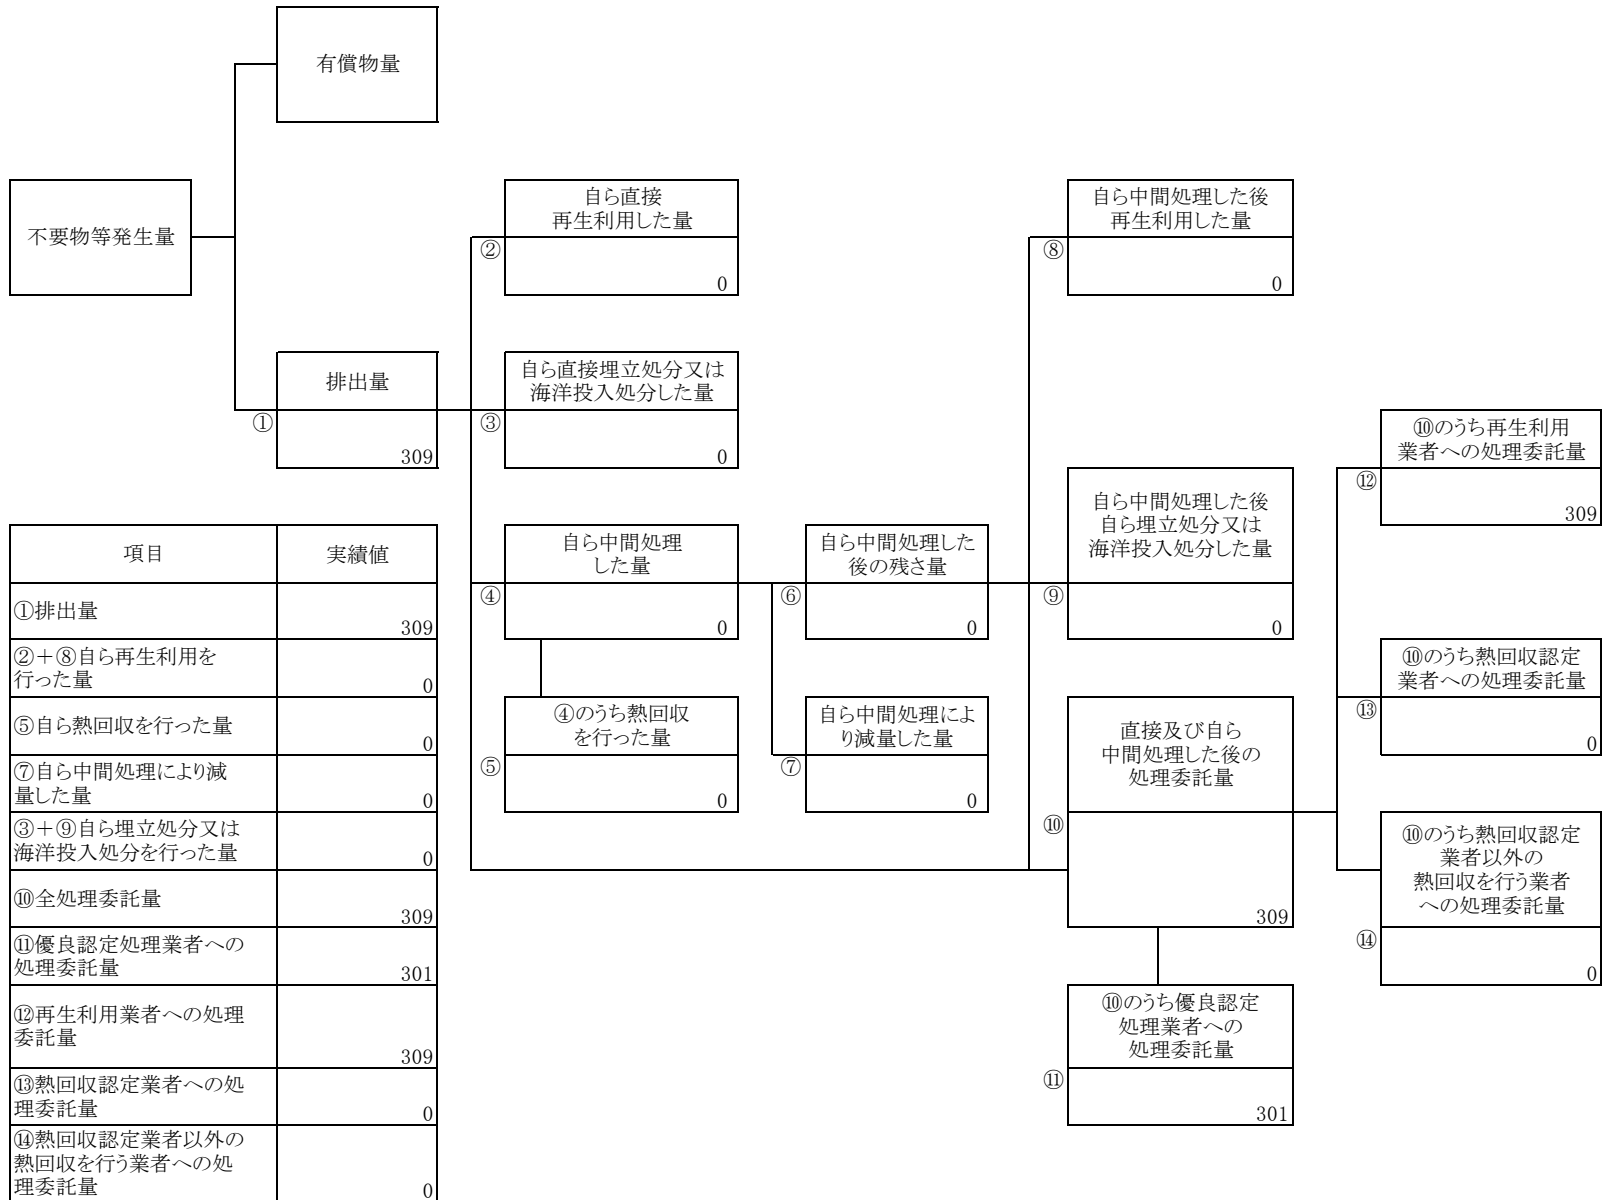 有償物量
不要物等発生量
自ら直接
再生利用した量
②
0
自ら中間処理した後
再生利用した量
⑧
0
排出量
①
309
自ら直接埋立処分又は
海洋投入処分した量
③
0
⑩のうち再生利用
業者への処理委託量
⑫
309
自ら中間処理
した量
④
0
自ら中間処理した
後の残さ量
⑥
0
自ら中間処理した後
自ら埋立処分又は
海洋投入処分した量
⑨
0
⑩のうち熱回収認定
業者への処理委託量
⑬
0
④のうち熱回収
を行った量
⑤
0
自ら中間処理によ
り減量した量
⑦
0
直接及び自ら
中間処理した後の
処理委託量
⑩
309
⑩のうち熱回収認定
業者以外の
熱回収を行う業者
への処理委託量
⑭
0
⑩のうち優良認定
処理業者への
処理委託量
⑪
301
項目 実績値
①排出量
309
②＋⑧自ら再生利用を
行った量
0
⑤自ら熱回収を行った量
0
⑦自ら中間処理により減
量した量
0
③＋⑨自ら埋立処分又は
海洋投入処分を行った量
0
⑩全処理委託量
309
⑪優良認定処理業者への
処理委託量
301
⑫再生利用業者への処理
委託量
309
⑬熱回収認定業者への処
理委託量
0
⑭熱回収認定業者以外の
熱回収を行う業者への処
理委託量
0